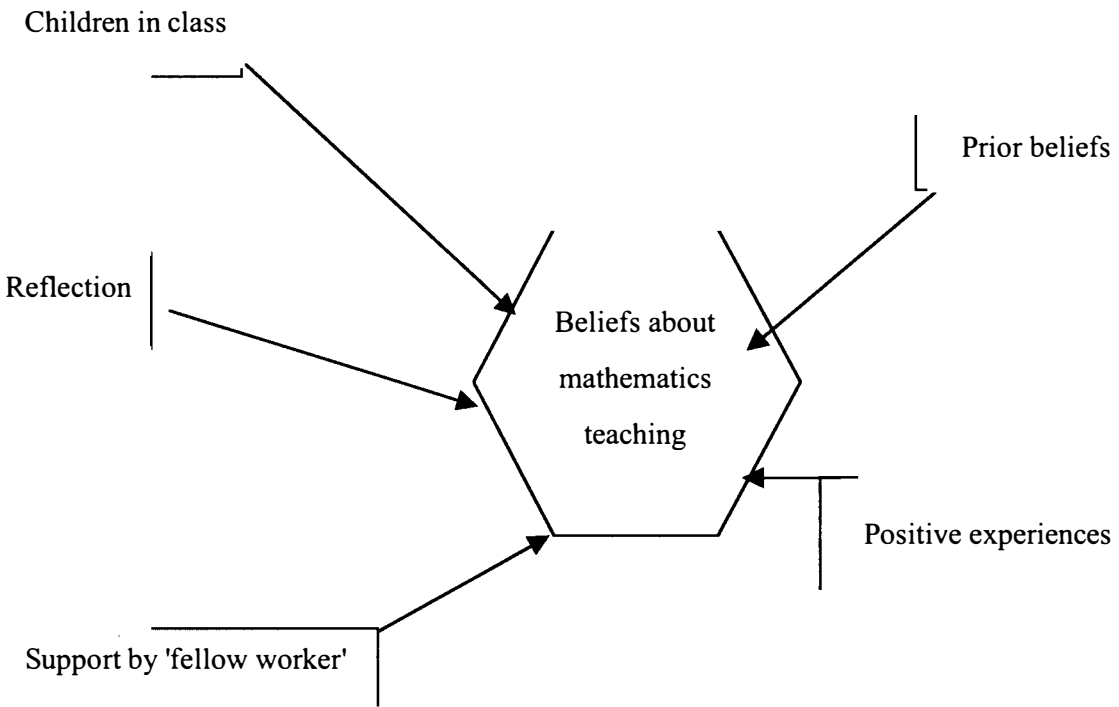 Children in class
Prior beliefs
Reflection
Beliefs about
mathematics
teaching
Positive experiences
Support by 'fellow worker'